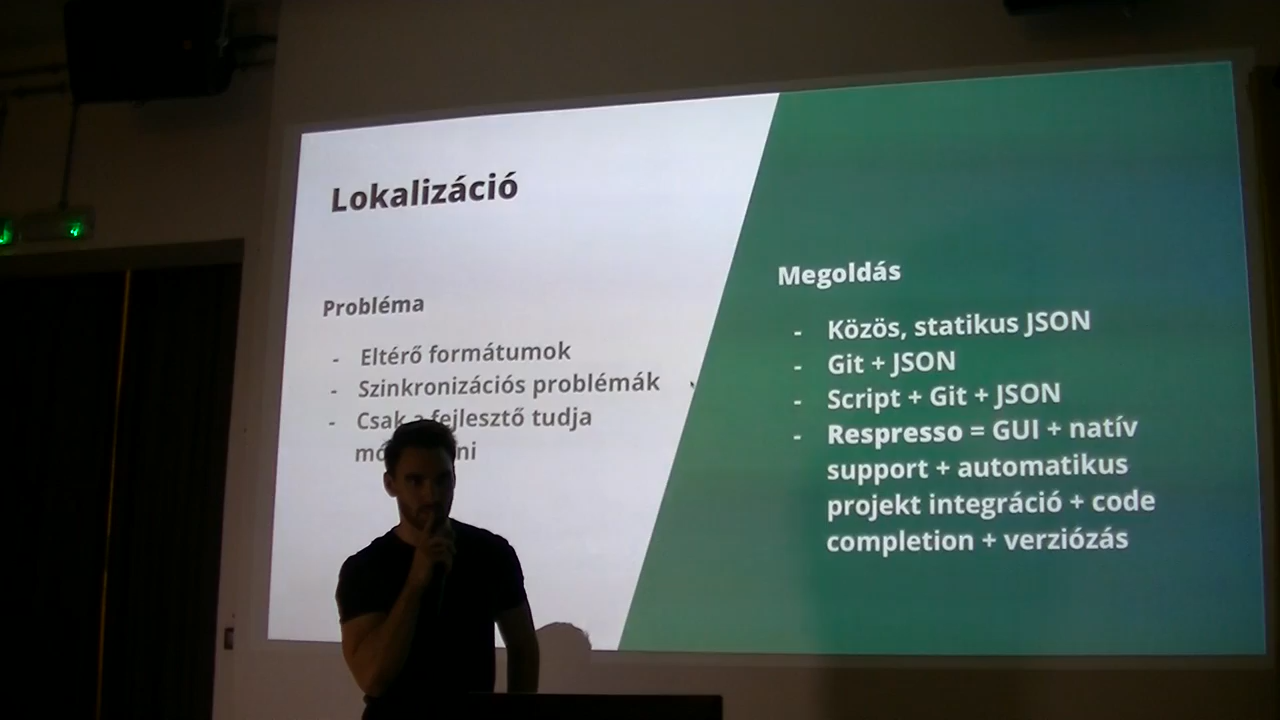 Lokalizáció
Probléma
- Eltérő formátumok
- Szinkronizációs problémák
- Csak a fejlesztő tudja
Megoldás
- Közös, statikus JSON
- Git + JSON
- Script + Git + JSON
- Respresso = GUI + natív
support + automatikus
projekt integráció + code
completion + verziózás